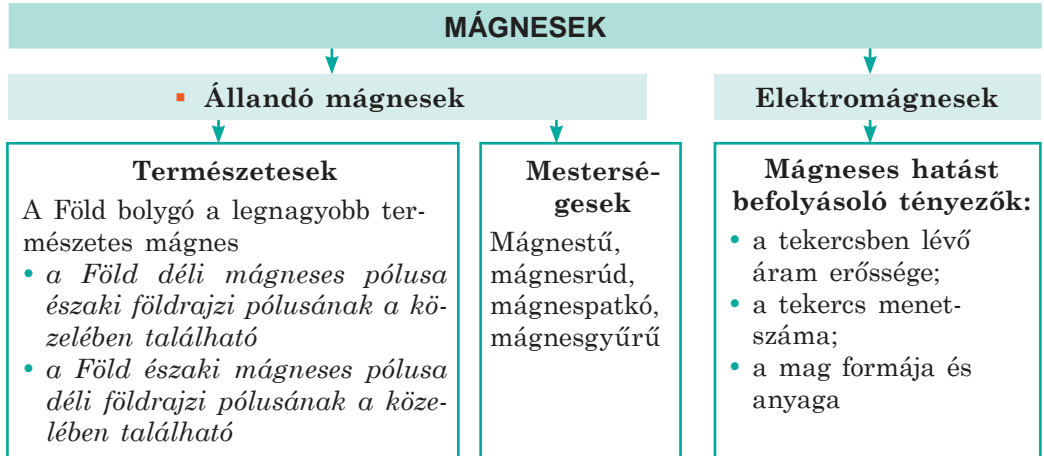 MÁGNESEK
▪ Állandó mágnesek
Elektromágnesek
Természetesek
A Föld bolygó a legnagyobb ter-
mészetes mágnes
• a Föld déli mágneses pólusa
északi földrajzi pólusának a kö-
zelében található
• a Föld északi mágneses pólusa
déli földrajzi pólusának a köze-
lében található
Mestersé-
gesek
Mágnestű,
mágnesrúd,
mágnespatkó,
mágnesgyűrű
Mágneses hatást
befolyásoló tényezők:
• a tekercsben lévő
áram erőssége;
• a tekercs menet-
száma;
• a mag formája és
anyaga